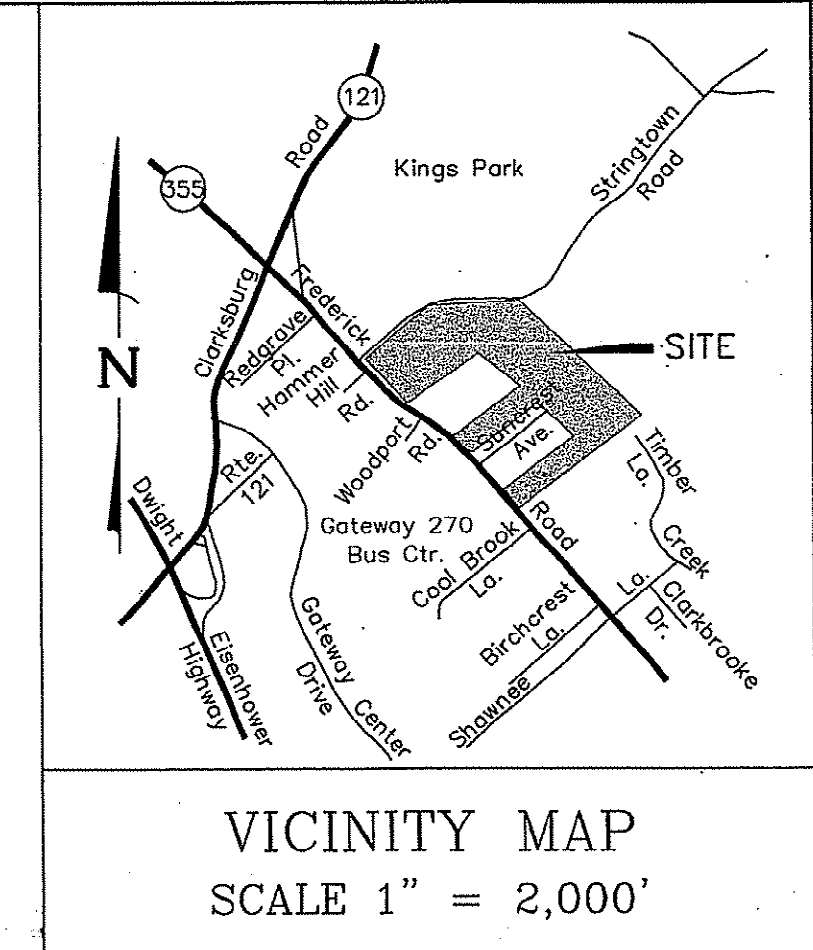 121
Road
Stringtown
Road
Kings Park
355
Clarksburg
Frederick
Redgrave
Pl.
Hammer
Hill
Rd.
SITE
N
Woodport
Rd.
Suncrest
Ave.
Timber
La.
Creek
Rte.
121
Dwight
Gateway 270
Bus Ctr.
Road
Cool Brook
La.
Birchcrest
La.
La.
Clarkbrooke
Dr.
Shawnee
Gateway
Drive
Center
Eisenhower
Highway
VICINITY MAP
SCALE 1" = 2,000'